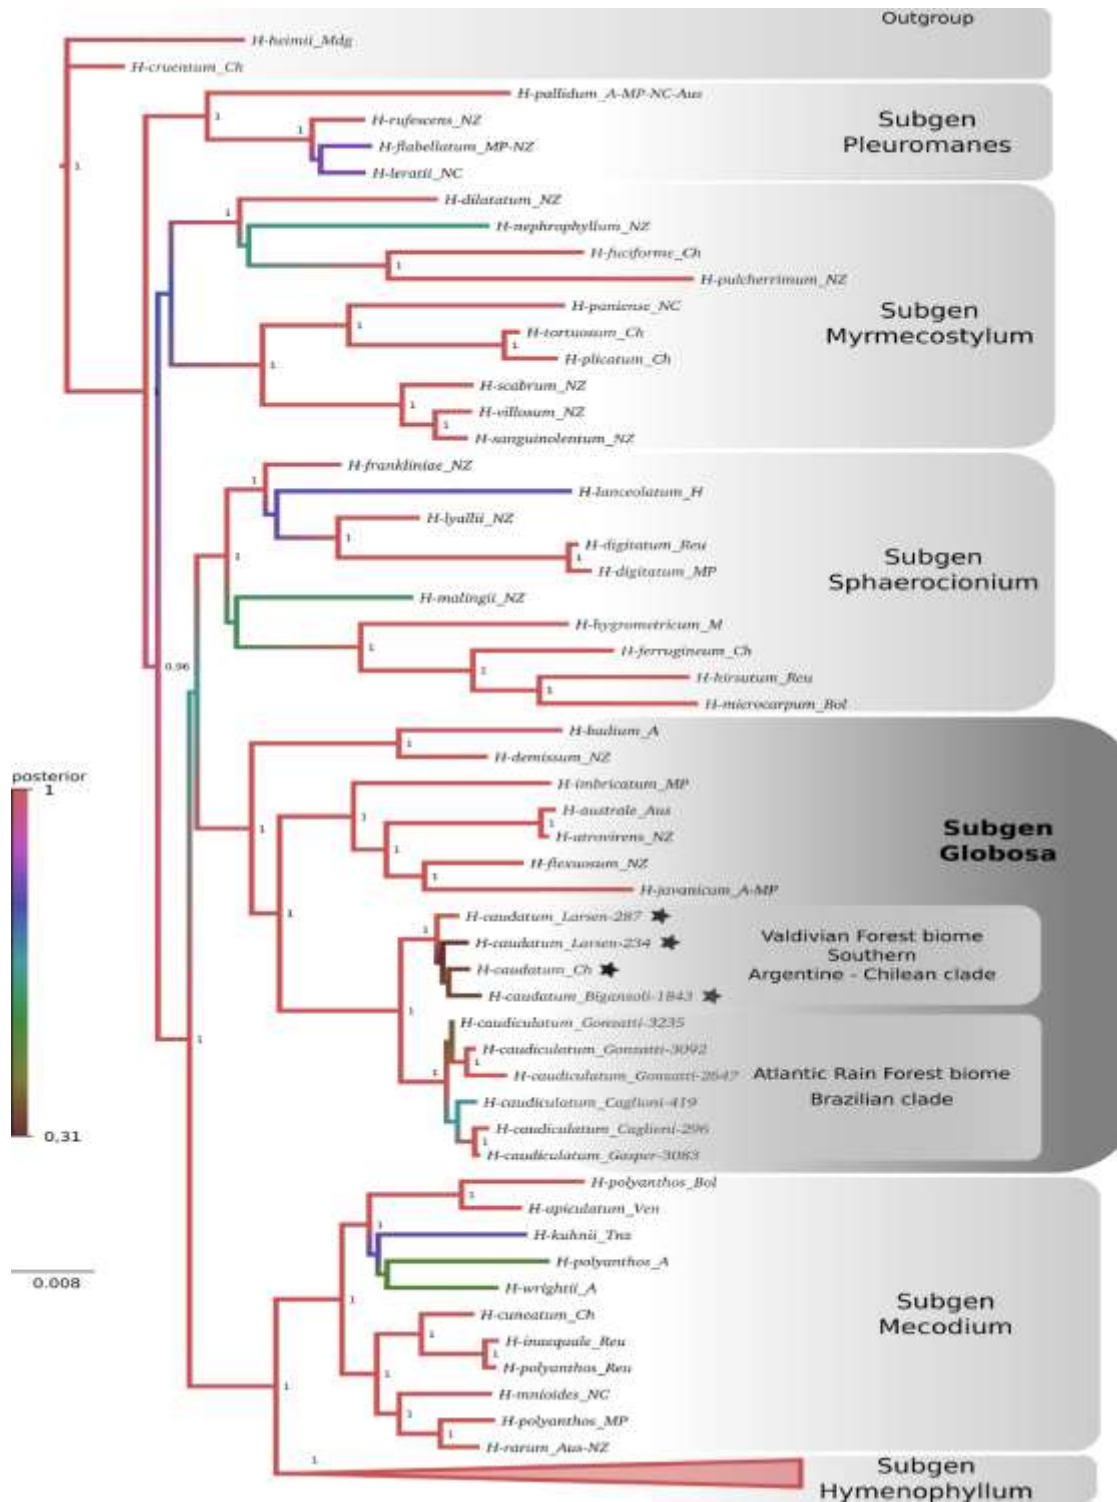 Outgroup
H-heimii_Mdg
H-cruentum_Ch
1
H-pallidum_A-MP-NC-Aus
1
H-rufescens_NZ
1
H-flabellatum_MP-NZ
H-leratii_NC
Subgen
Pleuromanes
H-dilatatum_NZ
1
H-nephrophyllum_NZ
H-fuciforme_Ch
1
H-pulcherrimum_NZ
H-paniense_NC
1
H-tortuosum_Ch
1
H-plicatum_Ch
1
H-scabrum_NZ
1
H-villosum_NZ
1
H-sanguinolentum_NZ
Subgen
Myrmecostylum
1
H-frankliniae_NZ
1
H-lanceolatum_H
H-lyallii_NZ
1
H-digitatum_Reu
1
H-digitatum_MP
1
H-malingii_NZ
H-hygrometricum_M
1
H-ferrugineum_Ch
1
H-hirsutum_Reu
1
H-microcarpum_Bol
Subgen
Sphaerocionium
0.96
H-badium_A
1
H-demissum_NZ
H-imbricatum_MP
1
H-australe_Aus
1
H-atrovirens_NZ
1
1
H-flexuosum_NZ
1
H-javanicum_A-MP
Subgen
Globosa
posterior
1
0,31
1
H-caudatum_Larsen-287
1
H-caudatum_Larsen-234
H-caudatum_Ch
H-caudatum_Biganzoli-1843
Valdivian Forest biome
Southern
Argentine - Chilean clade
1
H-caudiculatum_Gonzatti-3235
H-caudiculatum_Gonzatti-3092
1
H-caudiculatum_Gonzatti-2647
1
H-caudiculatum_Caglioni-419
H-caudiculatum_Caglioni-296
1
H-caudiculatum_Gasper-3083
Atlantic Rain Forest biome
Brazilian clade
1
H-polyanthos_Bol
1
H-apiculatum_Ven
1
H-kuhnii_Tnz
H-polyanthos_A
H-wrightii_A
0.008
1
H-cuneatum_Ch
1
H-inaequale_Reu
1
H-polyanthos_Reu
1
H-mnioides_NC
1
H-polyanthos_MP
1
H-rarum_Aus-NZ
Subgen
Mecodium
1
1
Subgen
Hymenophyllum